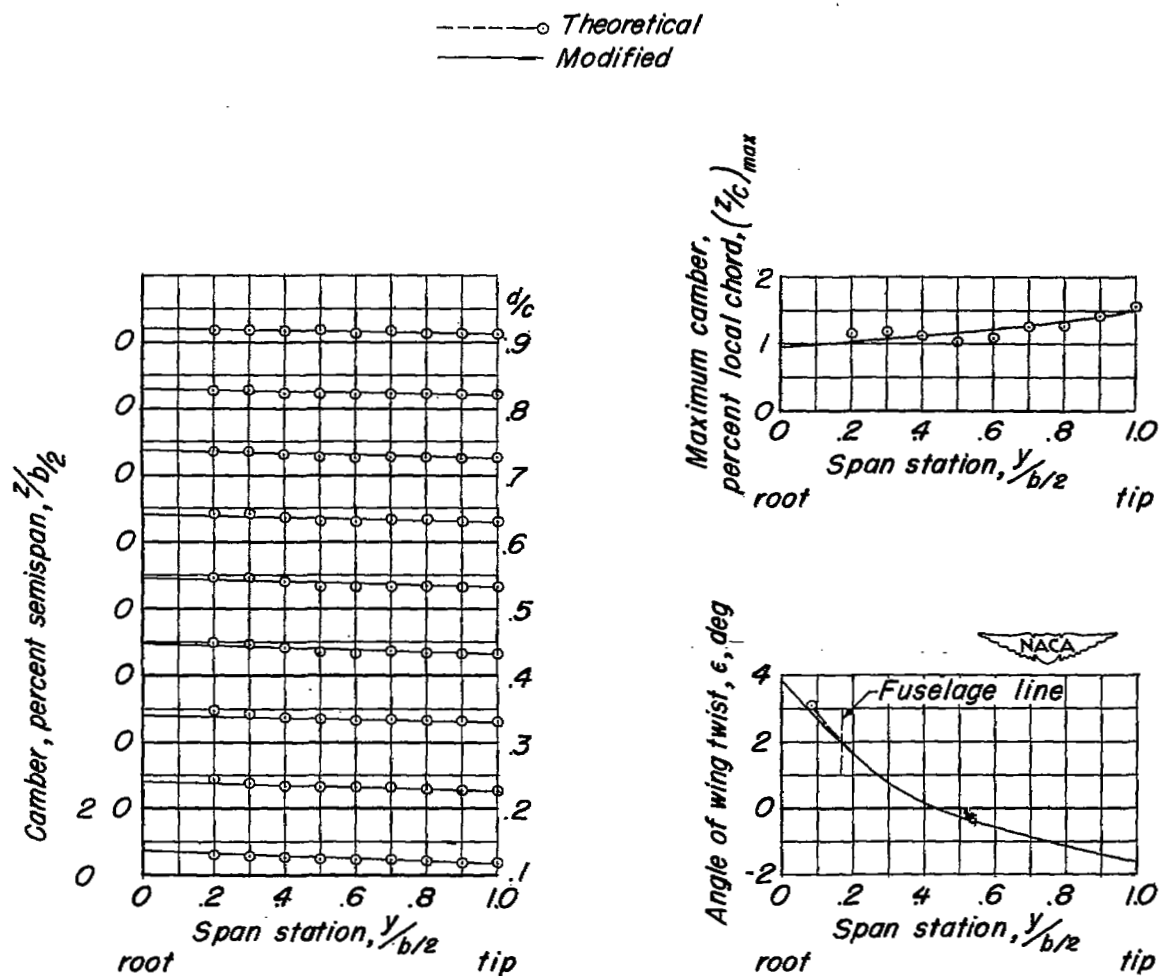 Theoretical
Modified
Camber, percent semispan, z/b/2
d/c
0 .9
0 .8
0 .7
0 .6
0 .5
0 .4
0 .3
2 0 .2
0 .1
0 .2 .4 .6 .8 1.0
Span station, y/b/2
root tip
Maximum camber,
percent local chord, (z/c)max
2
1
0
0 .2 .4 .6 .8 1.0
Span station, y/b/2
root tip
NACA
Angle of wing twist, ε, deg
4
2
0
-2
Fuselage line
0 .2 .4 .6 .8 1.0
Span station, y/b/2
root tip